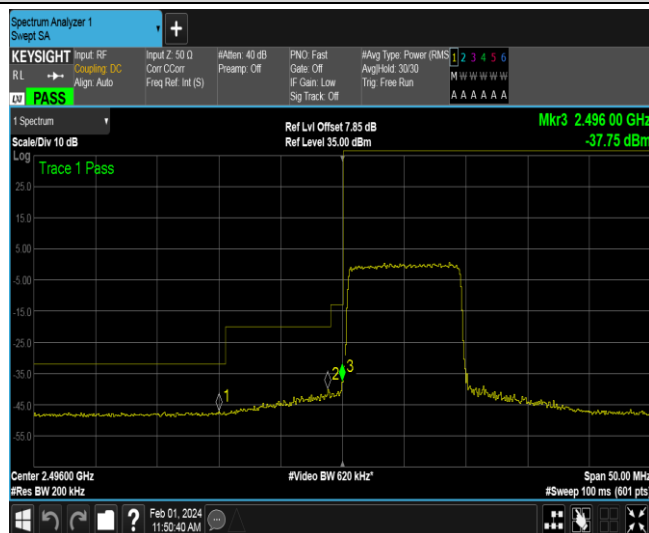 Spectrum Analyzer 1
Swept SA
+
KEYSIGHT
RL
LXI PASS
Input: RF
Coupling: DC
Align: Auto
Input Z: 50 Ω
Corr CCorr
Freq Ref: Int (S)
#Atten: 40 dB
Preamp: Off
PNO: Fast
Gate: Off
IF Gain: Low
Sig Track: Off
#Avg Type: Power (RMS
Avg|Hold: 30/30
Trig: Free Run
1 2 3 4 5 6
M W W W W W
A A A A A A
1 Spectrum
Scale/Div 10 dB
Ref Lvl Offset 7.85 dB
Ref Level 35.00 dBm
Mkr3 2.496 00 GHz
-37.75 dBm
Log
Trace 1 Pass
25.0
15.0
5.00
-5.00
-15.0
-25.0
-35.0
-45.0
-55.0
1
2
3
Center 2.49600 GHz
#Res BW 200 kHz
#Video BW 620 kHz*
Span 50.00 MHz
#Sweep 100 ms (601 pts)
?
Feb 01, 2024
11:50:40 AM